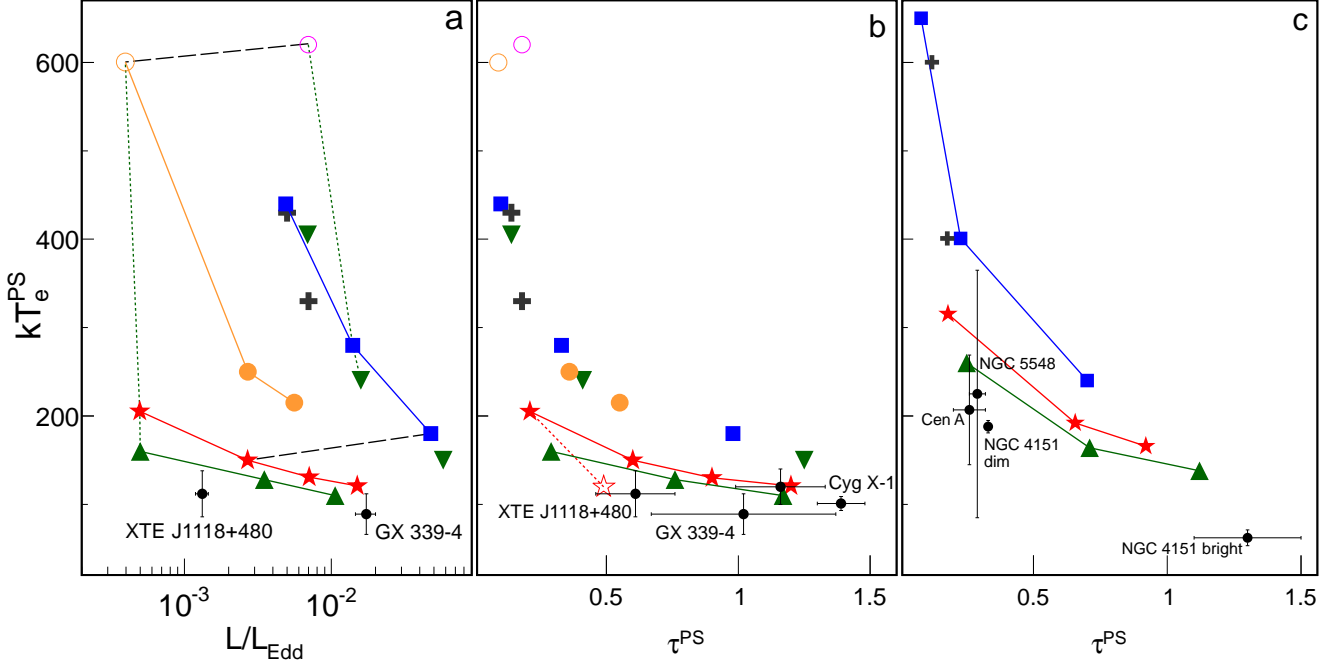 a
b
c
600
400
200
kT_e^PS
XTE J1118+480
GX 339-4
10^-3
10^-2
L/L_Edd
XTE J1118+480
GX 339-4
Cyg X-1
0.5
1
τ^PS
NGC 5548
Cen A
NGC 4151
dim
NGC 4151 bright
0.5
1
1.5
τ^PS